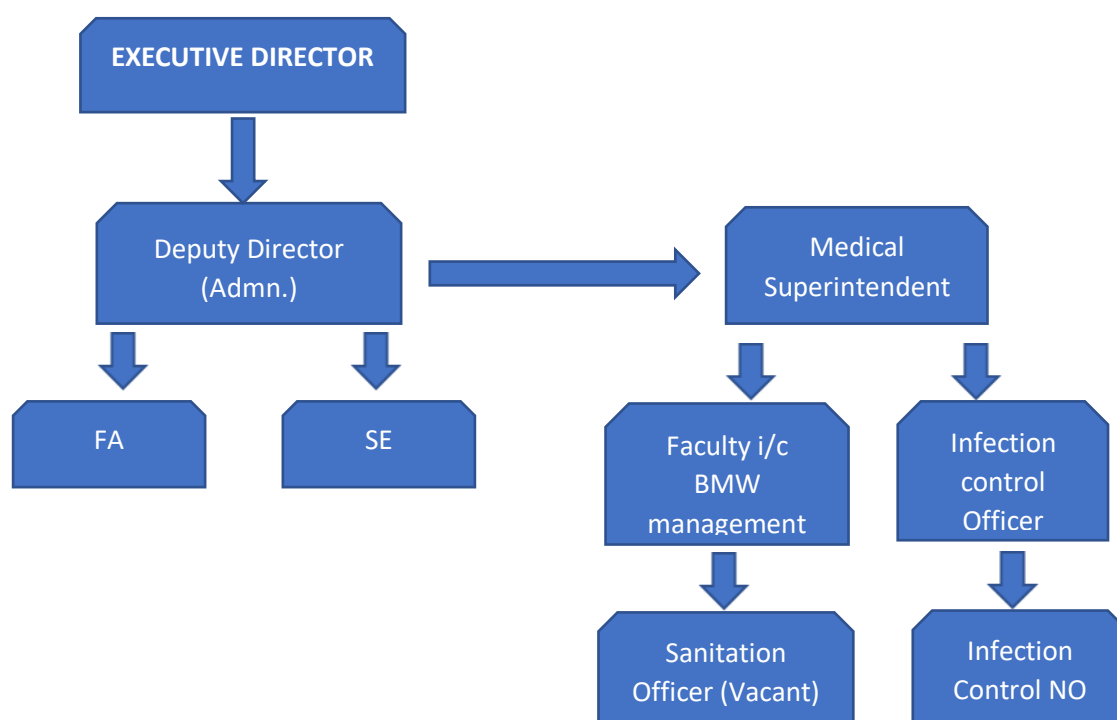 EXECUTIVE DIRECTOR
Deputy Director
(Admn.)
Medical
Superintendent
FA
SE
Faculty i/c
BMW
management
Infection
control
Officer
Sanitation
Officer (Vacant)
Infection
Control NO